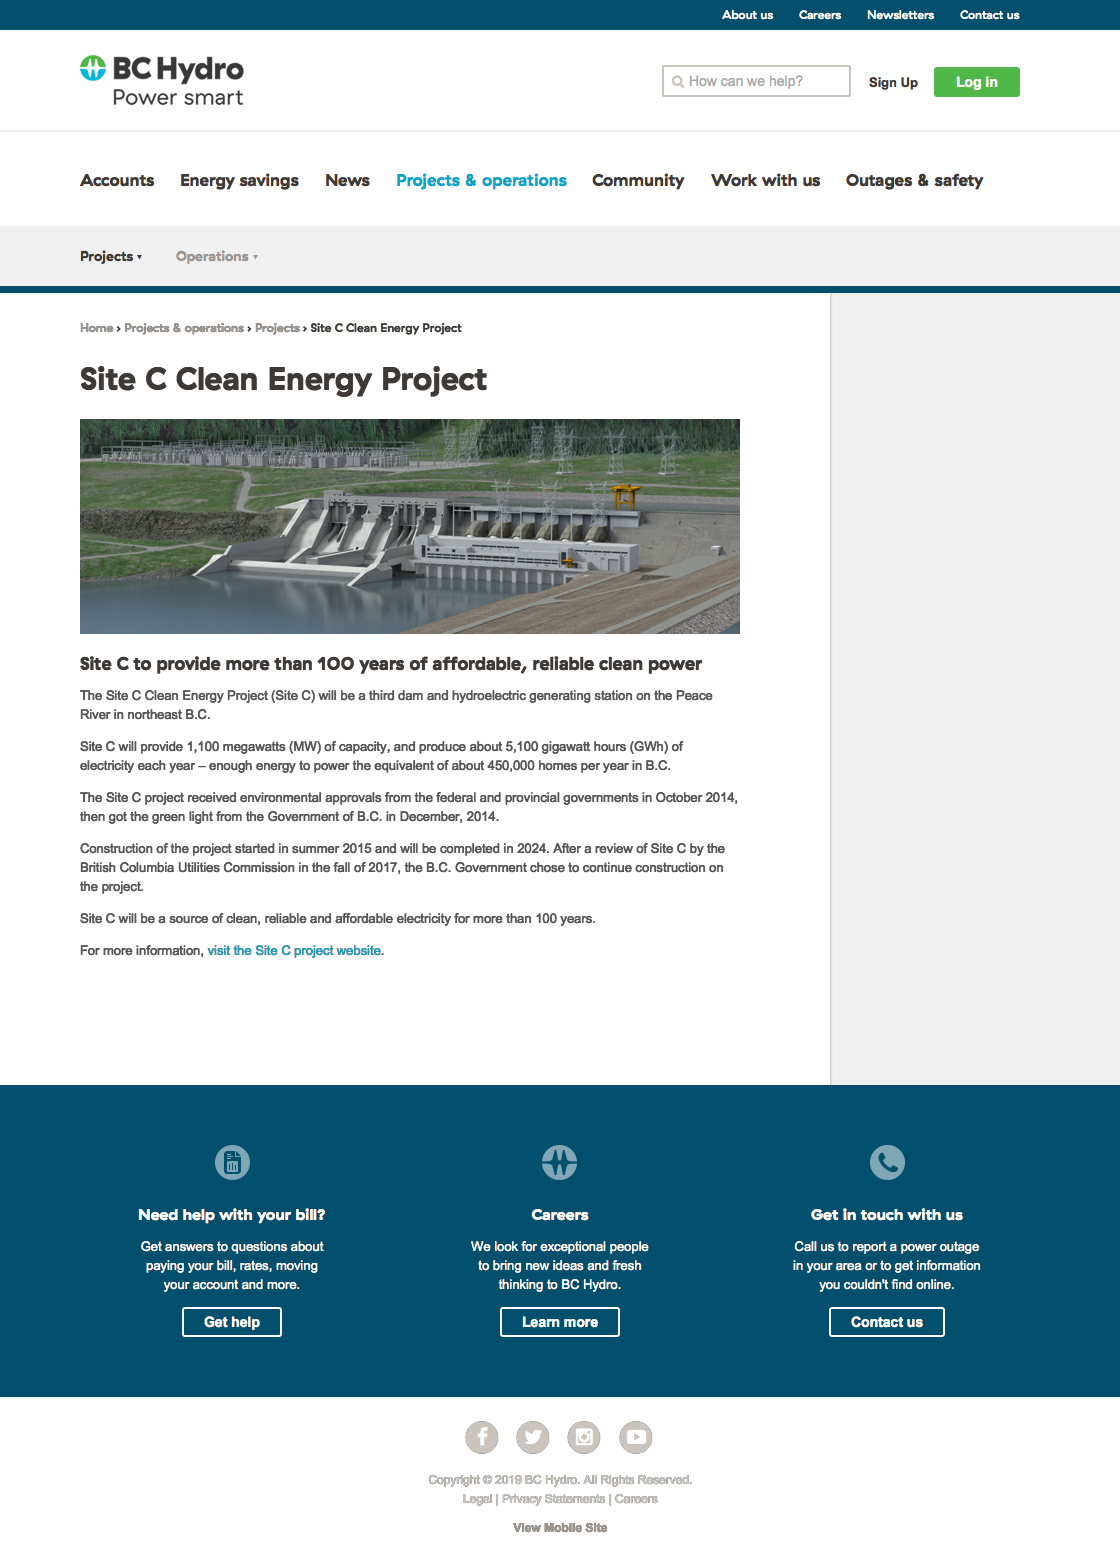 About us Careers Newsletters Contact us
BC Hydro
Power smart
How can we help? Sign Up Log in
Accounts Energy savings News Projects & operations Community Work with us Outages & safety
Projects ▾ Operations ▾
Home › Projects & operations › Projects › Site C Clean Energy Project
Site C Clean Energy Project
Site C to provide more than 100 years of affordable, reliable clean power
The Site C Clean Energy Project (Site C) will be a third dam and hydroelectric generating station on the Peace
River in northeast B.C.
Site C will provide 1,100 megawatts (MW) of capacity, and produce about 5,100 gigawatt hours (GWh) of
electricity each year – enough energy to power the equivalent of about 450,000 homes per year in B.C.
The Site C project received environmental approvals from the federal and provincial governments in October 2014,
then got the green light from the Government of B.C. in December, 2014.
Construction of the project started in summer 2015 and will be completed in 2024. After a review of Site C by the
British Columbia Utilities Commission in the fall of 2017, the B.C. Government chose to continue construction on
the project.
Site C will be a source of clean, reliable and affordable electricity for more than 100 years.
For more information, visit the Site C project website.
Need help with your bill?
Get answers to questions about
paying your bill, rates, moving
your account and more.
Get help
Careers
We look for exceptional people
to bring new ideas and fresh
thinking to BC Hydro.
Learn more
Get in touch with us
Call us to report a power outage
in your area or to get information
you couldn't find online.
Contact us
Copyright © 2019 BC Hydro. All Rights Reserved.
Legal | Privacy Statements | Careers
View Mobile Site